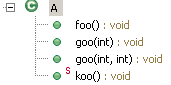 A
foo() : void
goo(int) : void
goo(int, int) : void
S koo() : void